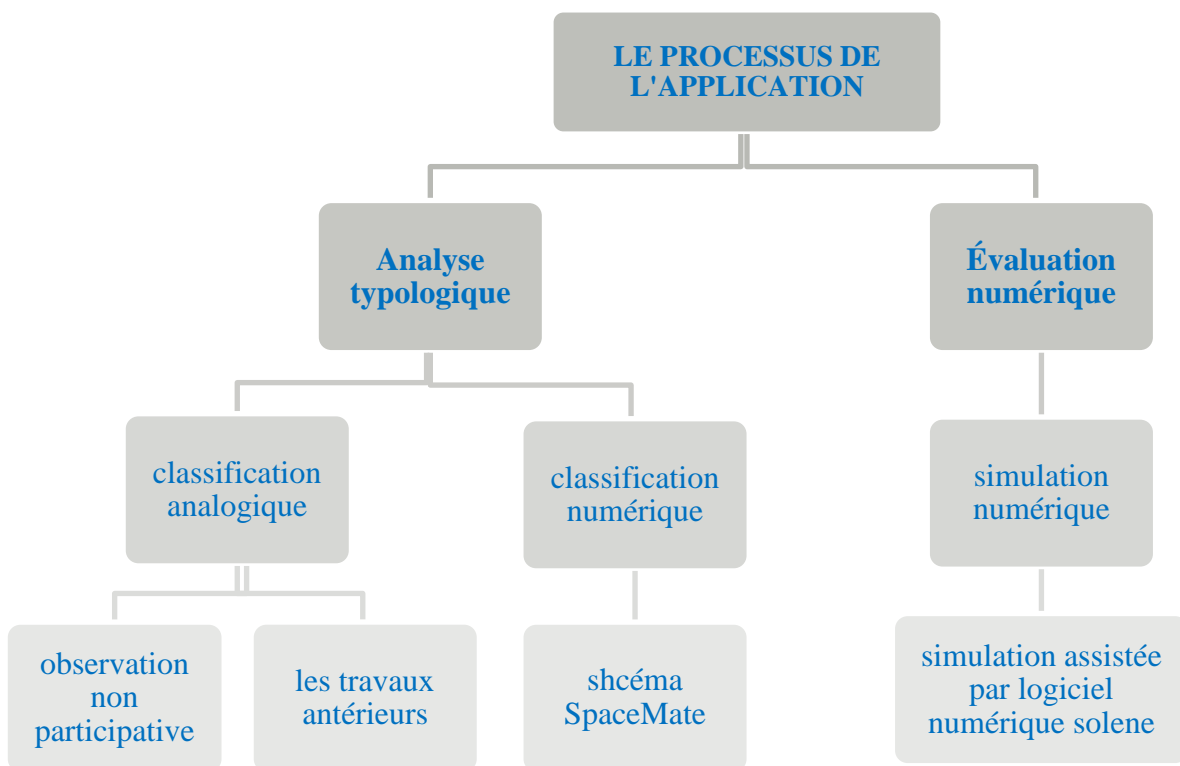 LE PROCESSUS DE
L'APPLICATION
Analyse
typologique
Évaluation
numérique
classification
analogique
classification
numérique
simulation
numérique
observation
non
participative
les travaux
antérieurs
shcéma
SpaceMate
simulation assistée
par logiciel
numérique solene